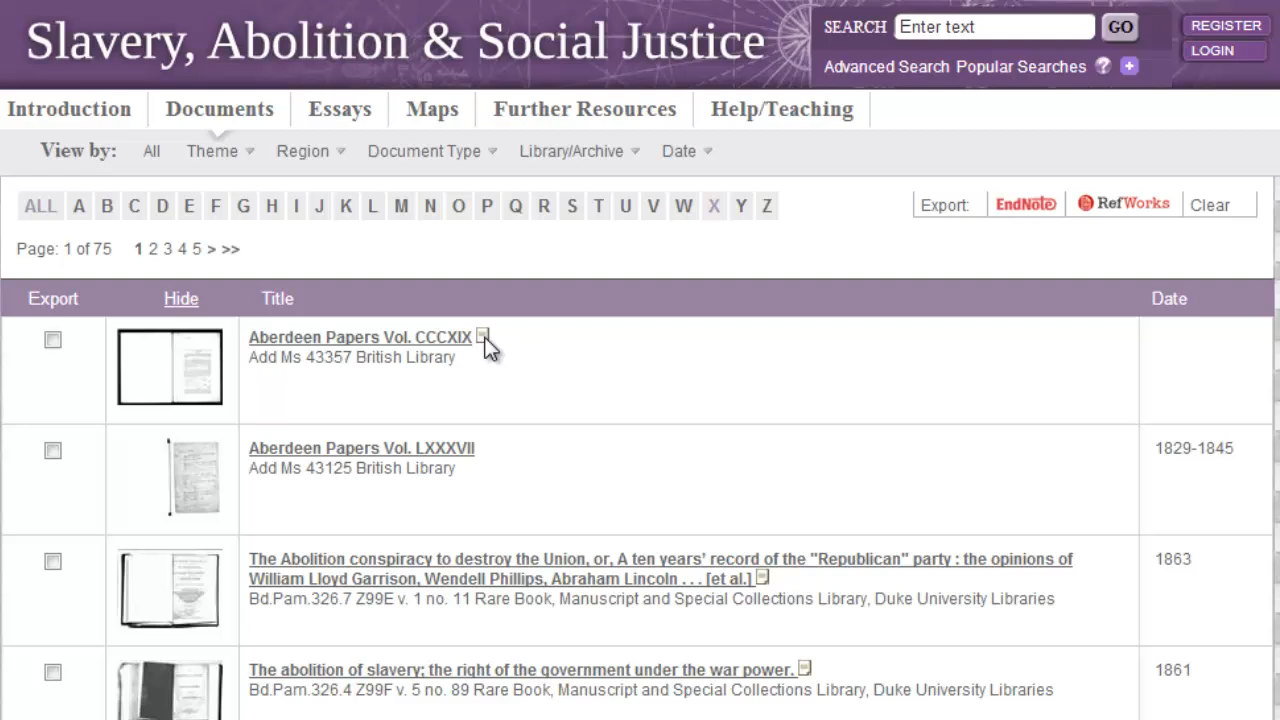 Slavery, Abolition & Social Justice
SEARCH Enter text GO
REGISTER
LOGIN
Advanced Search Popular Searches ? +
Introduction Documents Essays Maps Further Resources Help/Teaching
View by: All Theme Region Document Type Library/Archive Date
ALL A B C D E F G H I J K L M N O P Q R S T U V W X Y Z
Export: EndNote RefWorks Clear
Page: 1 of 75 1 2 3 4 5 > >>
Export Hide Title Date
Aberdeen Papers Vol. CCCXIX
Add Ms 43357 British Library
Aberdeen Papers Vol. LXXXVII 1829-1845
Add Ms 43125 British Library
The Abolition conspiracy to destroy the Union, or, A ten years' record of the "Republican" party : the opinions of 1863
William Lloyd Garrison, Wendell Phillips, Abraham Lincoln . . . [et al.]
Bd.Pam.326.7 Z99E v. 1 no. 11 Rare Book, Manuscript and Special Collections Library, Duke University Libraries
The abolition of slavery; the right of the government under the war power. 1861
Bd.Pam.326.4 Z99F v. 5 no. 89 Rare Book, Manuscript and Special Collections Library, Duke University Libraries